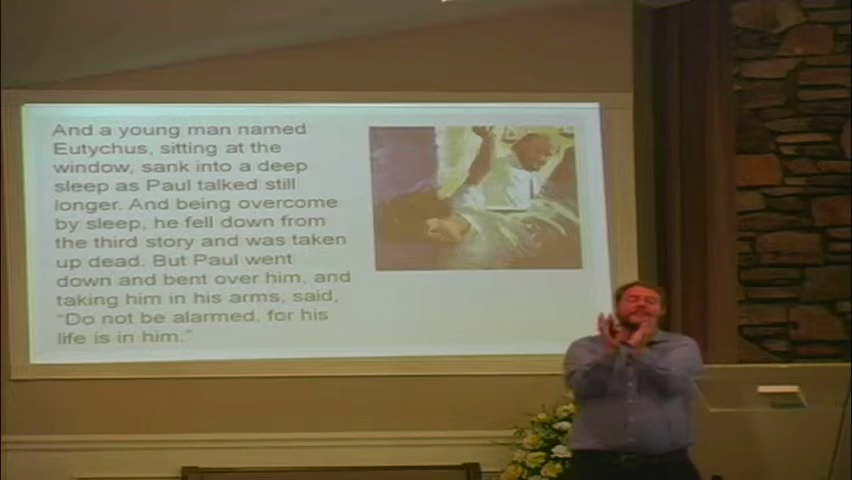 And a young man named
Eutychus, sitting at the
window, sank into a deep
sleep as Paul talked still
longer. And being overcome
by sleep, he fell down from
the third story and was taken
up dead. But Paul went
down and bent over him, and
taking him in his arms, said,
“Do not be alarmed, for his
life is in him.”